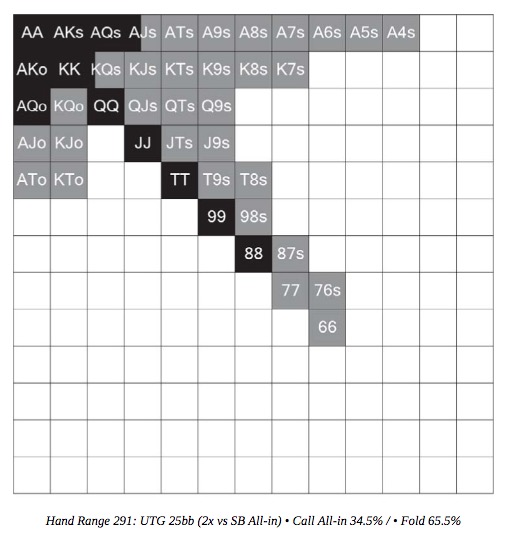 AA AKs AQs AJs ATs A9s A8s A7s A6s A5s A4s
AKo KK KQs KJs KTs K9s K8s K7s
AQo KQo QQ QJs QTs Q9s
AJo KJo JJ JTs J9s
ATo KTo TT T9s T8s
99 98s
88 87s
77 76s
66
Hand Range 291: UTG 25bb (2x vs SB All-in) • Call All-in 34.5% / • Fold 65.5%